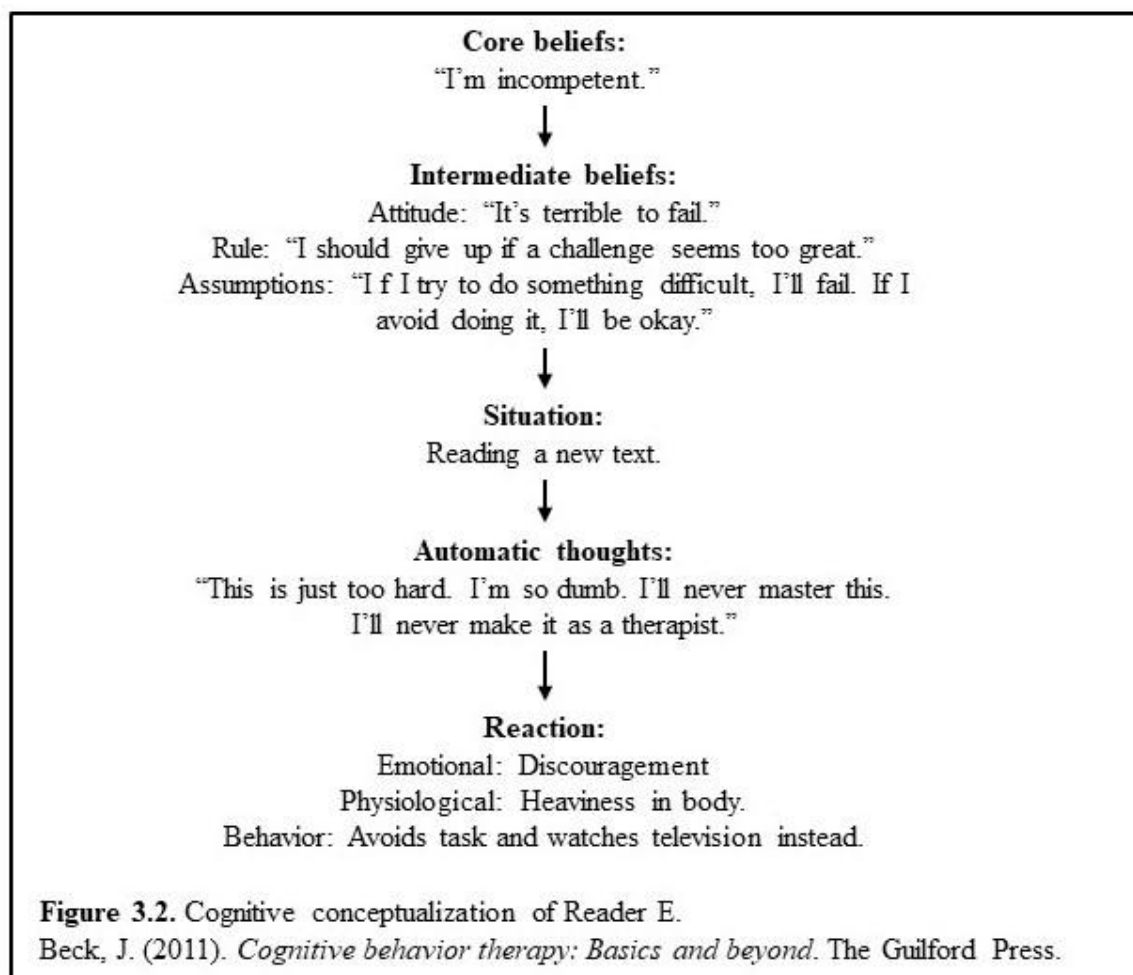 Core beliefs:
“I’m incompetent.”
Intermediate beliefs:
Attitude: “It’s terrible to fail.”
Rule: “I should give up if a challenge seems too great.”
Assumptions: “I f I try to do something difficult, I’ll fail. If I
avoid doing it, I’ll be okay.”
Situation:
Reading a new text.
Automatic thoughts:
“This is just too hard. I’m so dumb. I’ll never master this.
I’ll never make it as a therapist.”
Reaction:
Emotional: Discouragement
Physiological: Heaviness in body.
Behavior: Avoids task and watches television instead.
Figure 3.2. Cognitive conceptualization of Reader E.
Beck, J. (2011). Cognitive behavior therapy: Basics and beyond. The Guilford Press.